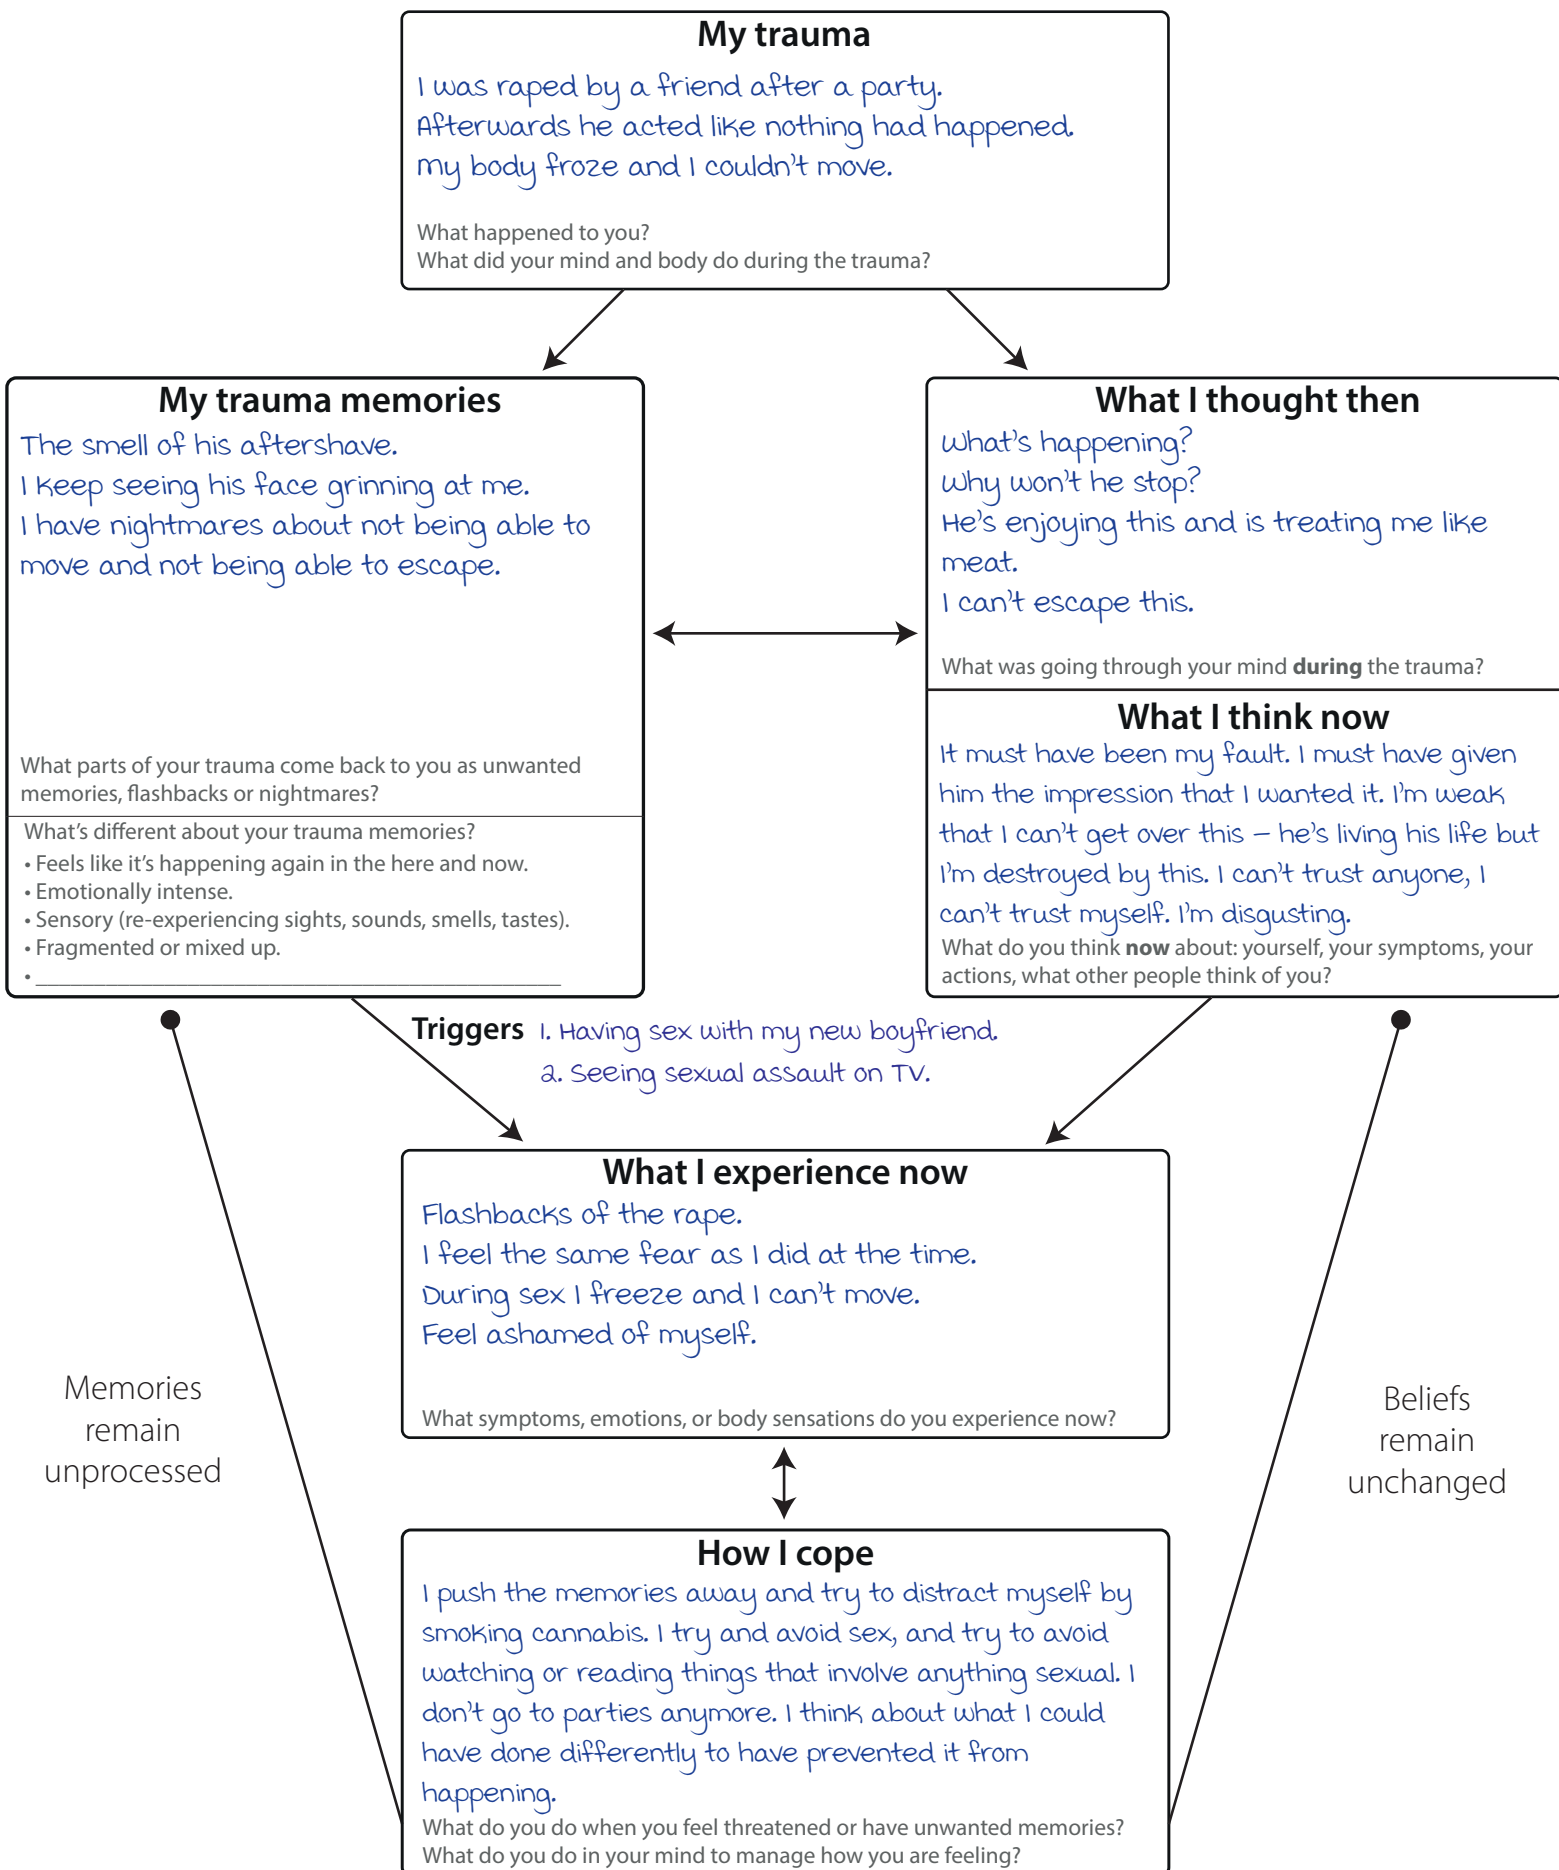 My trauma
I was raped by a friend after a party.
Afterwards he acted like nothing had happened.
My body froze and I couldn't move.
What happened to you?
What did your mind and body do during the trauma?
My trauma memories
The smell of his aftershave.
I keep seeing his face grinning at me.
I have nightmares about not being able to
move and not being able to escape.
What parts of your trauma come back to you as unwanted
memories, flashbacks or nightmares?
What's different about your trauma memories?
• Feels like it's happening again in the here and now.
• Emotionally intense.
• Sensory (re-experiencing sights, sounds, smells, tastes).
• Fragmented or mixed up.
• ______________________________________________
What I thought then
What's happening?
Why won't he stop?
He's enjoying this and is treating me like
meat.
I can't escape this.
What was going through your mind during the trauma?
What I think now
It must have been my fault. I must have given
him the impression that I wanted it. I'm weak
that I can't get over this – he's living his life but
I'm destroyed by this. I can't trust anyone, I
can't trust myself. I'm disgusting.
What do you think now about: yourself, your symptoms, your
actions, what other people think of you?
Triggers 1. Having sex with my new boyfriend.
2. Seeing sexual assault on TV.
What I experience now
Flashbacks of the rape.
I feel the same fear as I did at the time.
During sex I freeze and I can't move.
Feel ashamed of myself.
What symptoms, emotions, or body sensations do you experience now?
Memories
remain
unprocessed
Beliefs
remain
unchanged
How I cope
I push the memories away and try to distract myself by
smoking cannabis. I try and avoid sex, and try to avoid
watching or reading things that involve anything sexual. I
don't go to parties anymore. I think about what I could
have done differently to have prevented it from
happening.
What do you do when you feel threatened or have unwanted memories?
What do you do in your mind to manage how you are feeling?